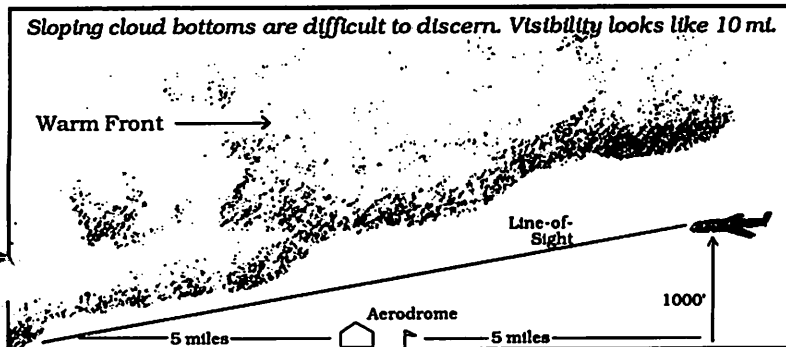 Sloping cloud bottoms are difficult to discern. Visibility looks like 10 mi.
Warm Front
Line-of-
Sight
1000'
Aerodrome
5 miles
5 miles